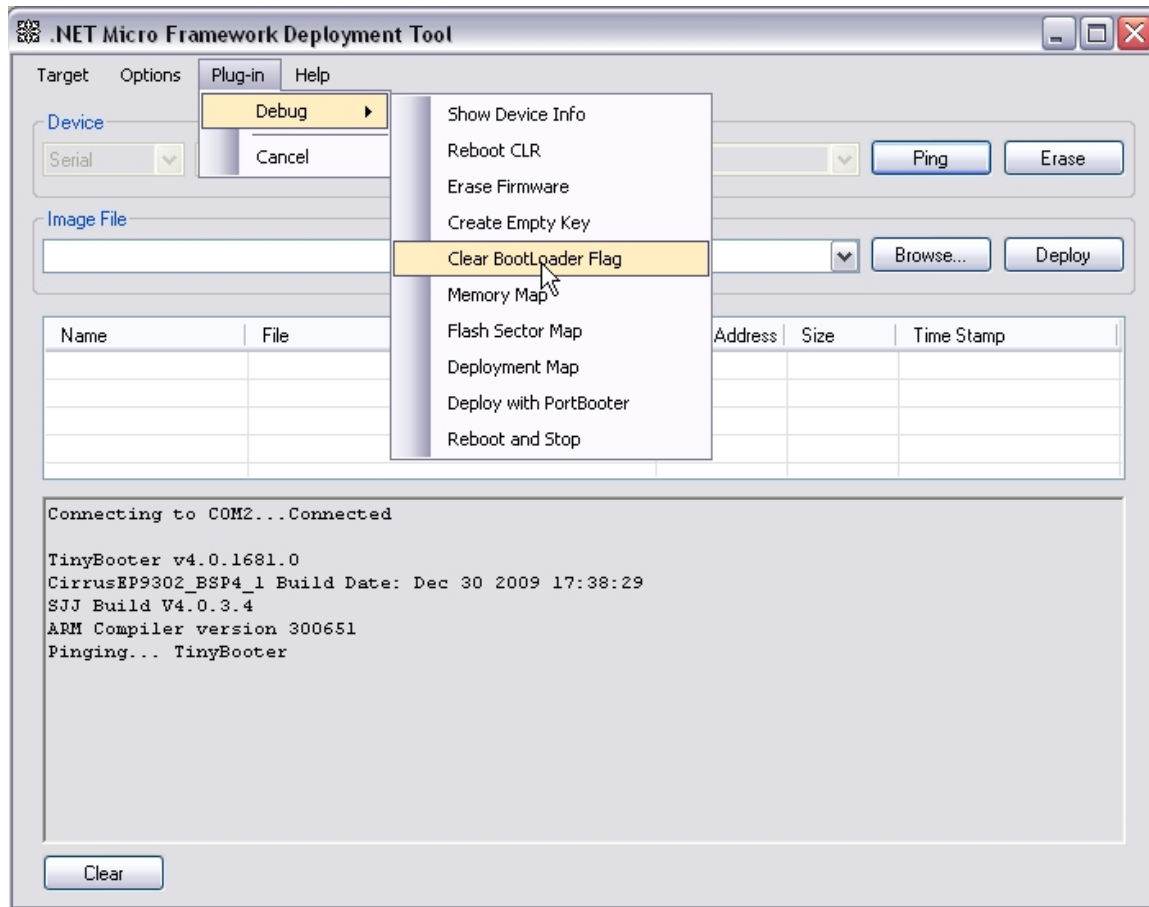 .NET Micro Framework Deployment Tool
Target Options Plug-in Help
Device
Serial
Ping
Erase
Debug
Cancel
Show Device Info
Reboot CLR
Erase Firmware
Create Empty Key
Clear BootLoader Flag
Memory Map
Flash Sector Map
Deployment Map
Deploy with PortBooter
Reboot and Stop
Image File
Browse...
Deploy
Name File Address Size Time Stamp
Connecting to COM2...Connected
TinyBooter v4.0.1681.0
CirrusEP9302_BSP4_1 Build Date: Dec 30 2009 17:38:29
SJJ Build V4.0.3.4
ARM Compiler version 300651
Pinging... TinyBooter
Clear